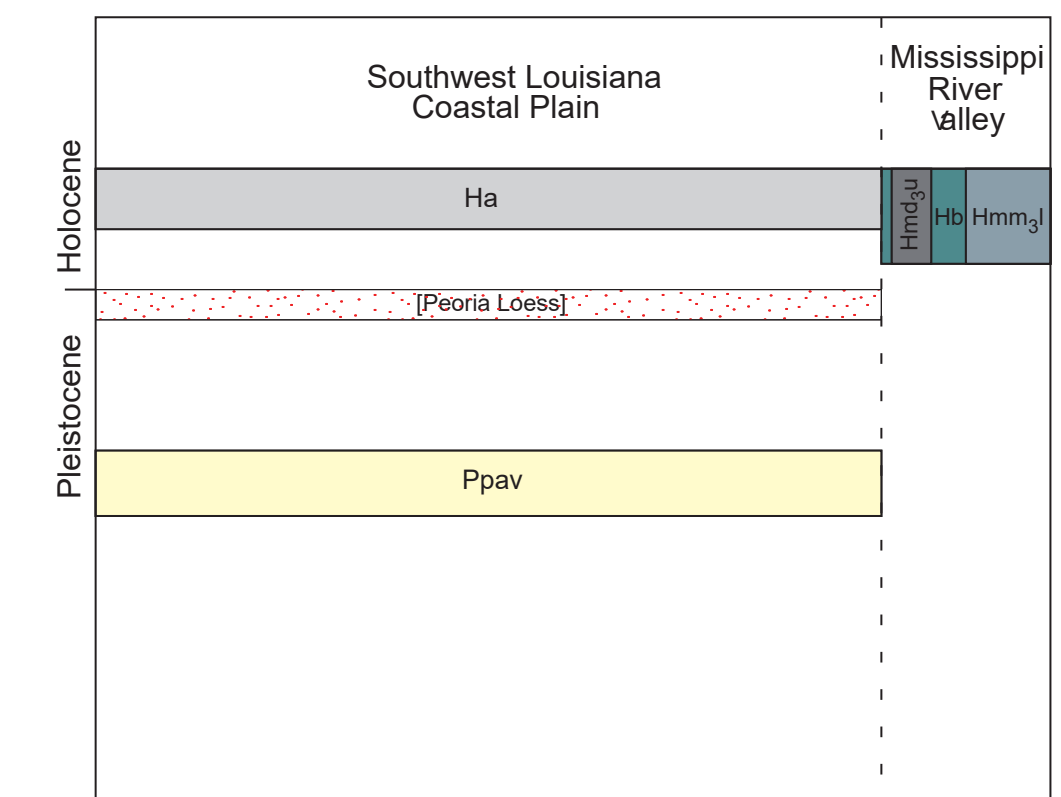 Southwest Louisiana
Coastal Plain
Mississippi
River
Valley
Holocene
Ha
Hmd₃u
Hb
Hmm₃l
[Peoria Loess]
Pleistocene
Ppav